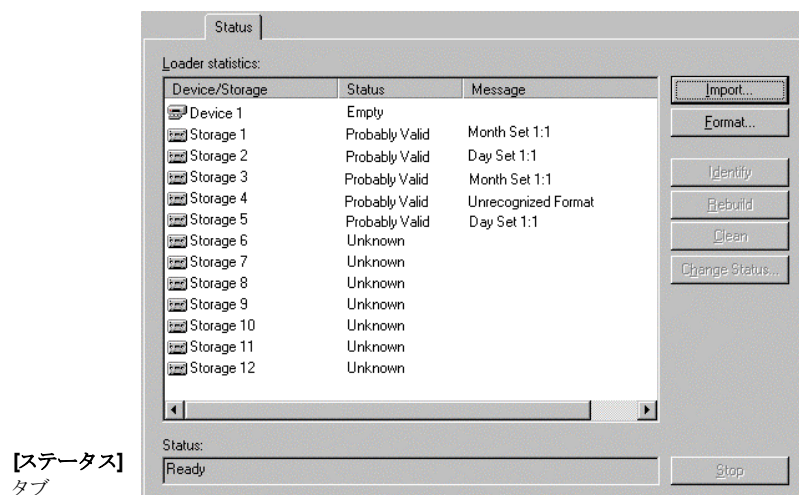 Status
Loader statistics:
Device/Storage Status Message
Device 1 Empty
Storage 1 Probably Valid Month Set 1:1
Storage 2 Probably Valid Day Set 1:1
Storage 3 Probably Valid Month Set 1:1
Storage 4 Probably Valid Unrecognized Format
Storage 5 Probably Valid Day Set 1:1
Storage 6 Unknown
Storage 7 Unknown
Storage 8 Unknown
Storage 9 Unknown
Storage 10 Unknown
Storage 11 Unknown
Storage 12 Unknown
Import...
Format...
Identify
Rebuild
Clean
Change Status...
Status:
Ready
Stop
[ステータス]
タブ